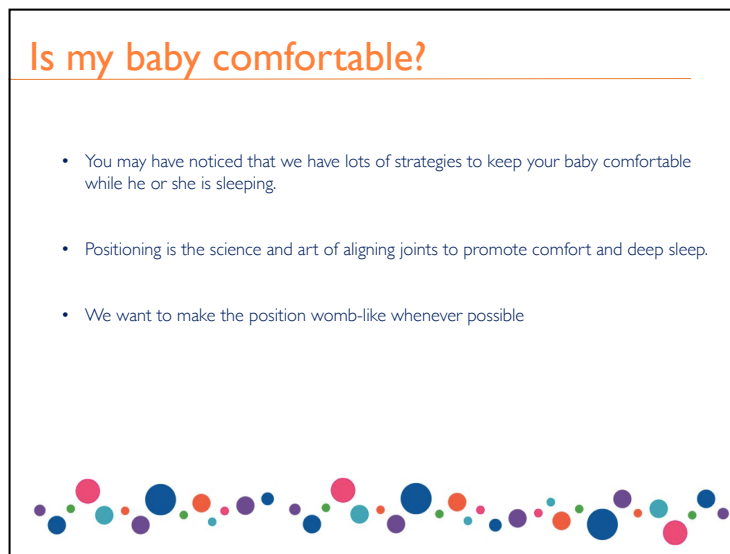 Is my baby comfortable?
• You may have noticed that we have lots of strategies to keep your baby comfortable
while he or she is sleeping.
• Positioning is the science and art of aligning joints to promote comfort and deep sleep.
• We want to make the position womb-like whenever possible